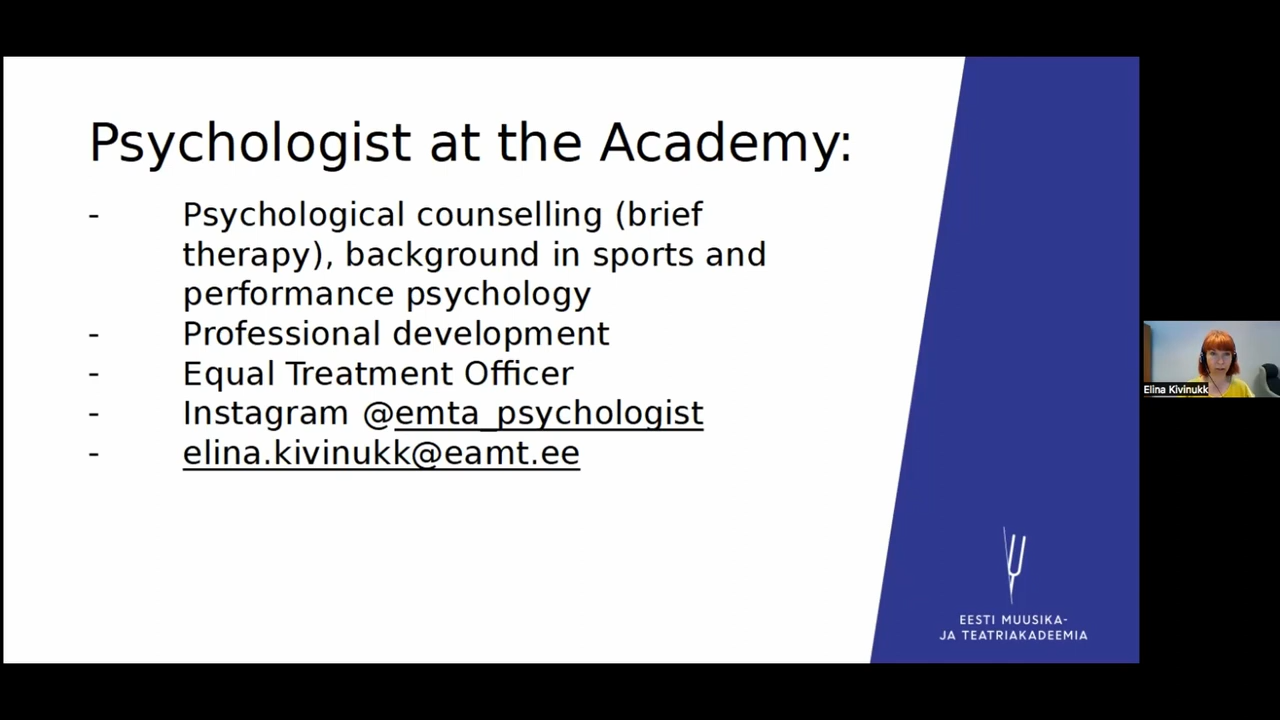 Psychologist at the Academy:
- Psychological counselling (brief
therapy), background in sports and
performance psychology
- Professional development
- Equal Treatment Officer
- Instagram @emta_psychologist
- elina.kivinukk@eamt.ee
Elina Kivinukk
EESTI MUUSIKA-
JA TEATRIAKADEEMIA